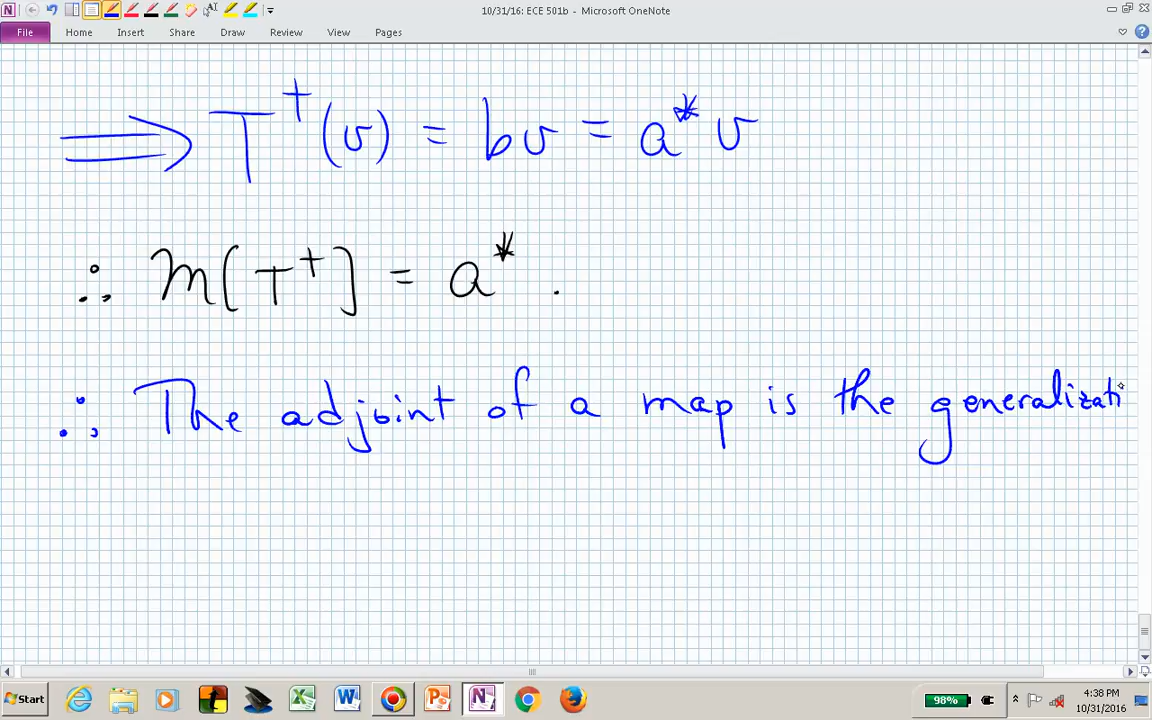 10/31/16: ECE 501b - Microsoft OneNote
File Home Insert Share Draw Review View Pages
⟹ T†(v) = bv = a* v
∴ M[T†] = a* .
∴ The adjoint of a map is the generalizati
Start
98%
4:38 PM
10/31/2016